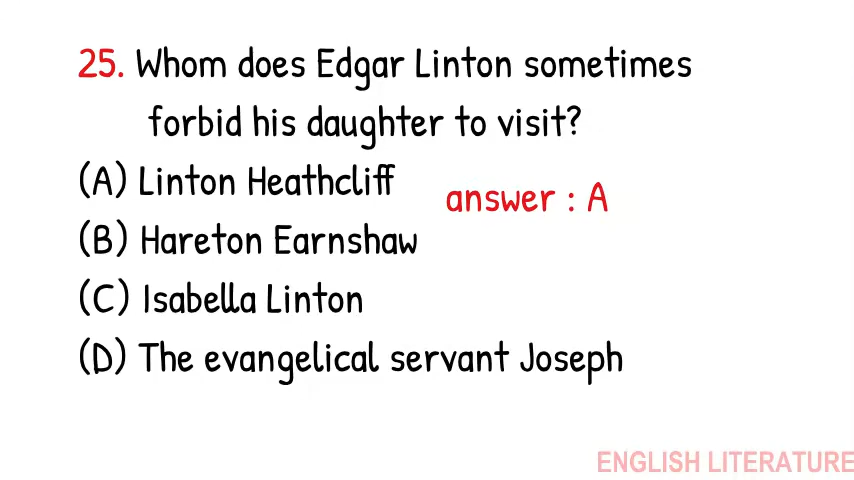 25. Whom does Edgar Linton sometimes
forbid his daughter to visit?
(A) Linton Heathcliff
answer : A
(B) Hareton Earnshaw
(C) Isabella Linton
(D) The evangelical servant Joseph
ENGLISH LITERATURE